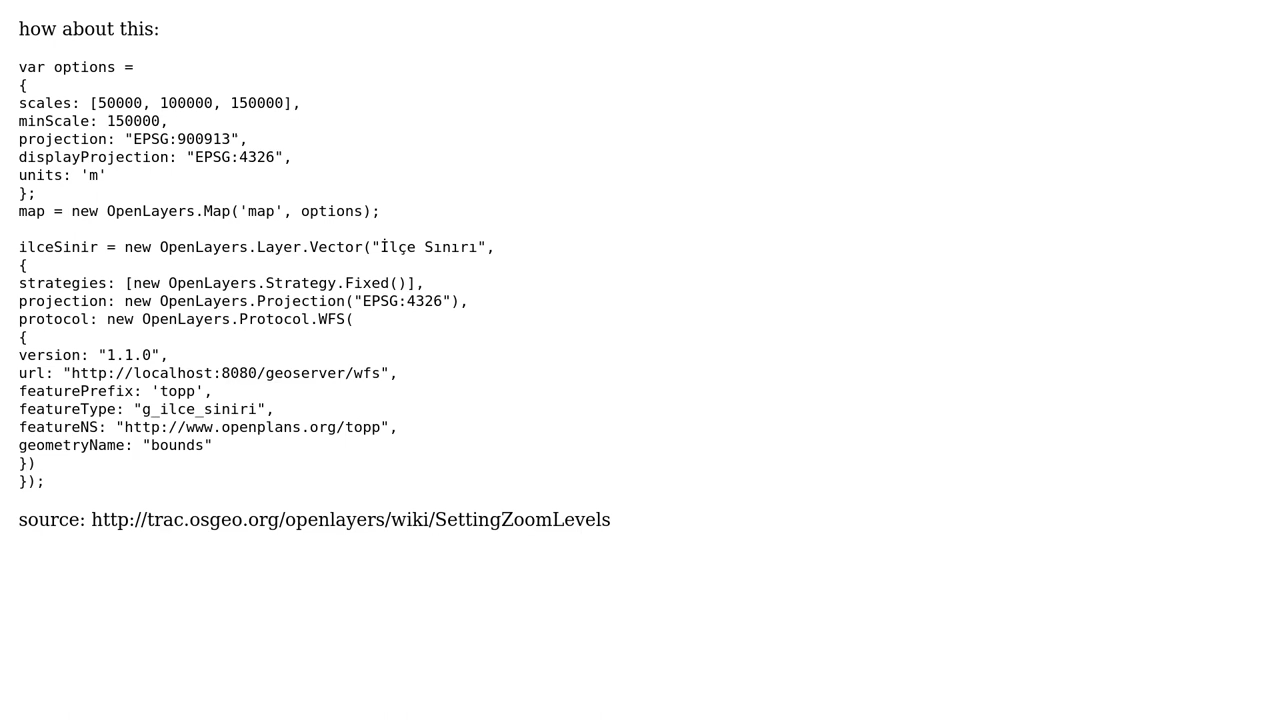 how about this:
var options =
{
scales: [50000, 100000, 150000],
minScale: 150000,
projection: "EPSG:900913",
displayProjection: "EPSG:4326",
units: 'm'
};
map = new OpenLayers.Map('map', options);
ilceSinir = new OpenLayers.Layer.Vector("İlçe Sınırı",
{
strategies: [new OpenLayers.Strategy.Fixed()],
projection: new OpenLayers.Projection("EPSG:4326"),
protocol: new OpenLayers.Protocol.WFS(
{
version: "1.1.0",
url: "http://localhost:8080/geoserver/wfs",
featurePrefix: 'topp',
featureType: "g_ilce_siniri",
featureNS: "http://www.openplans.org/topp",
geometryName: "bounds"
})
});
source: http://trac.osgeo.org/openlayers/wiki/SettingZoomLevels